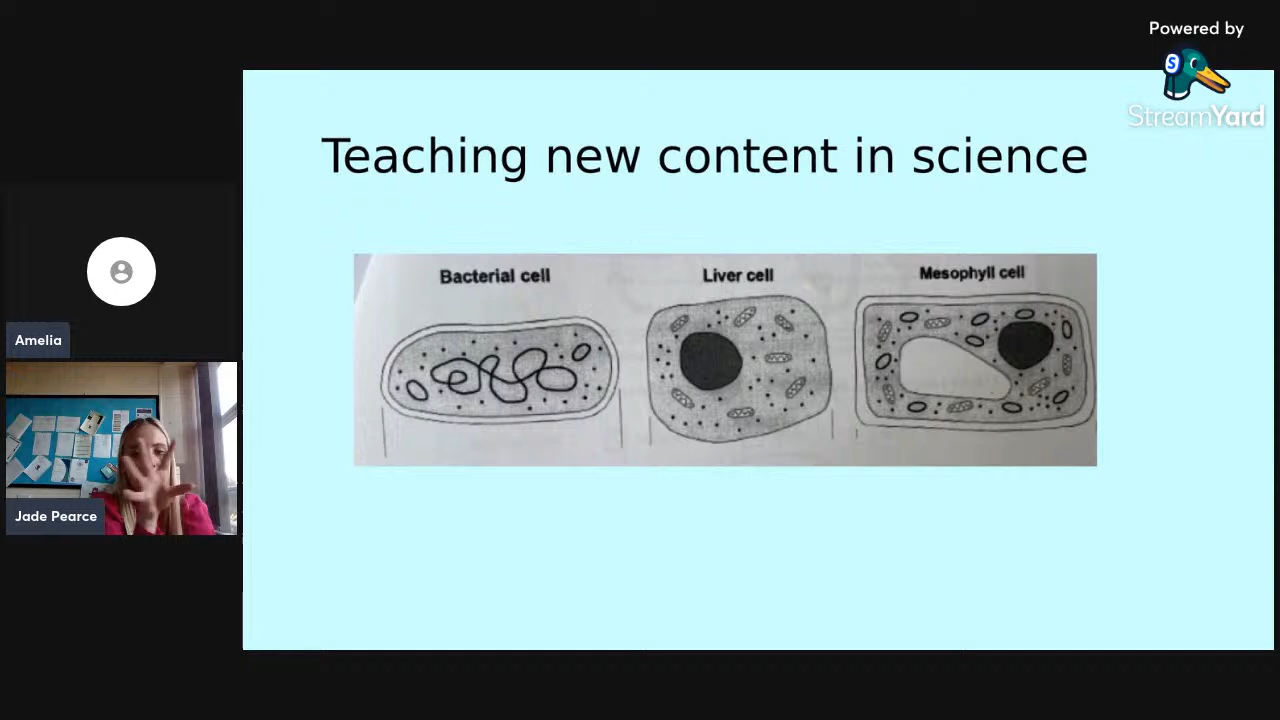 Powered by
S
StreamYard
Teaching new content in science
Bacterial cell
Liver cell
Mesophyll cell
Amelia
Jade Pearce